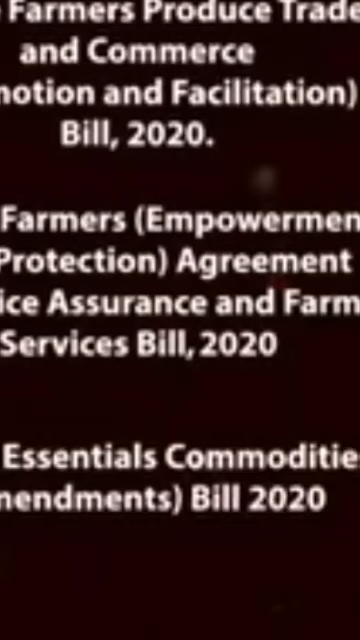 Farmers Produce Trade
and Commerce
motion and Facilitation)
Bill, 2020.
Farmers (Empowermen
Protection) Agreement
ice Assurance and Farm
Services Bill, 2020
Essentials Commoditie
mendments) Bill 2020